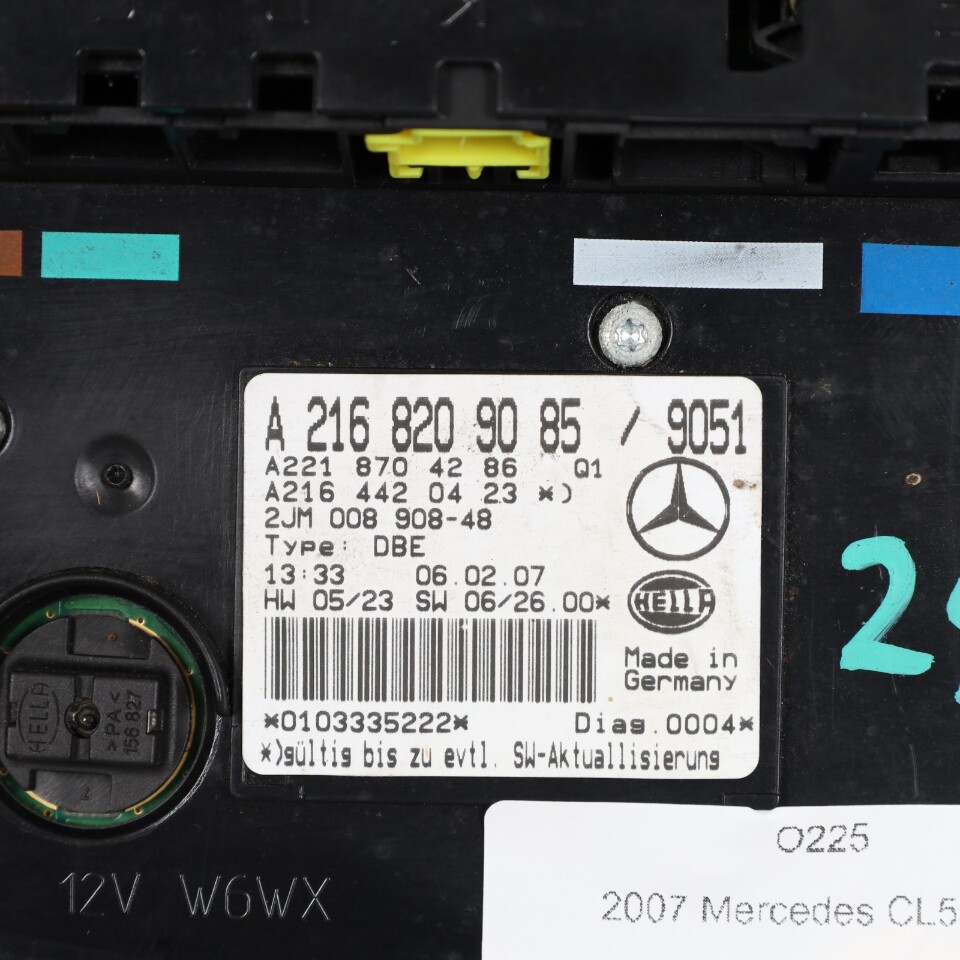 A 216 820 90 85 / 9051
A221 870 42 86 Q1
A216 442 04 23 *)
2JM 008 908-48
Type: DBE
13:33 06.02.07
HW 05/23 SW 06/26.00*
HELLA
Made in
Germany
*0103335222*
Diag.0004*
*)gültig bis zu evtl. SW-Aktuallisierung
HELLA
>PA<
156 827
12V W6WX
O225
2007 Mercedes CL5